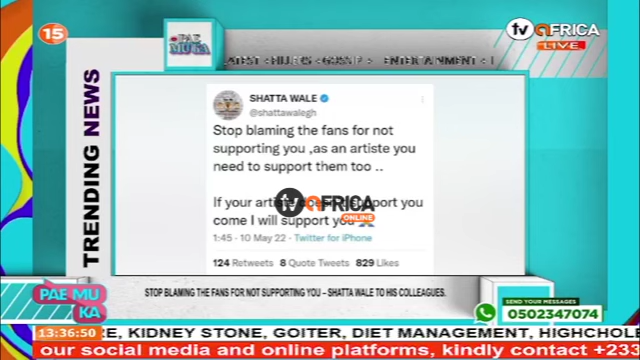 15
PAE
MU KA
tv AFRICA
LIVE
ENTERTAINMENT
TRENDING NEWS
SHATTA WALE
@shattawalegh
Stop blaming the fans for not
supporting you ,as an artiste you
need to support them too ..
If your artiste doesn't support you
come I will support you
tv AFRICA
ONLINE
1:45 · 10 May 22 · Twitter for iPhone
124 Retweets 8 Quote Tweets 829 Likes
PAE MU
KA
STOP BLAMING THE FANS FOR NOT SUPPORTING YOU – SHATTA WALE TO HIS COLLEAGUES.
SEND YOUR MESSAGES
0502347074
13:36:50
RE, KIDNEY STONE, GOITER, DIET MANAGEMENT, HIGHCHOLE
our social media and online platforms, kindly contact +233